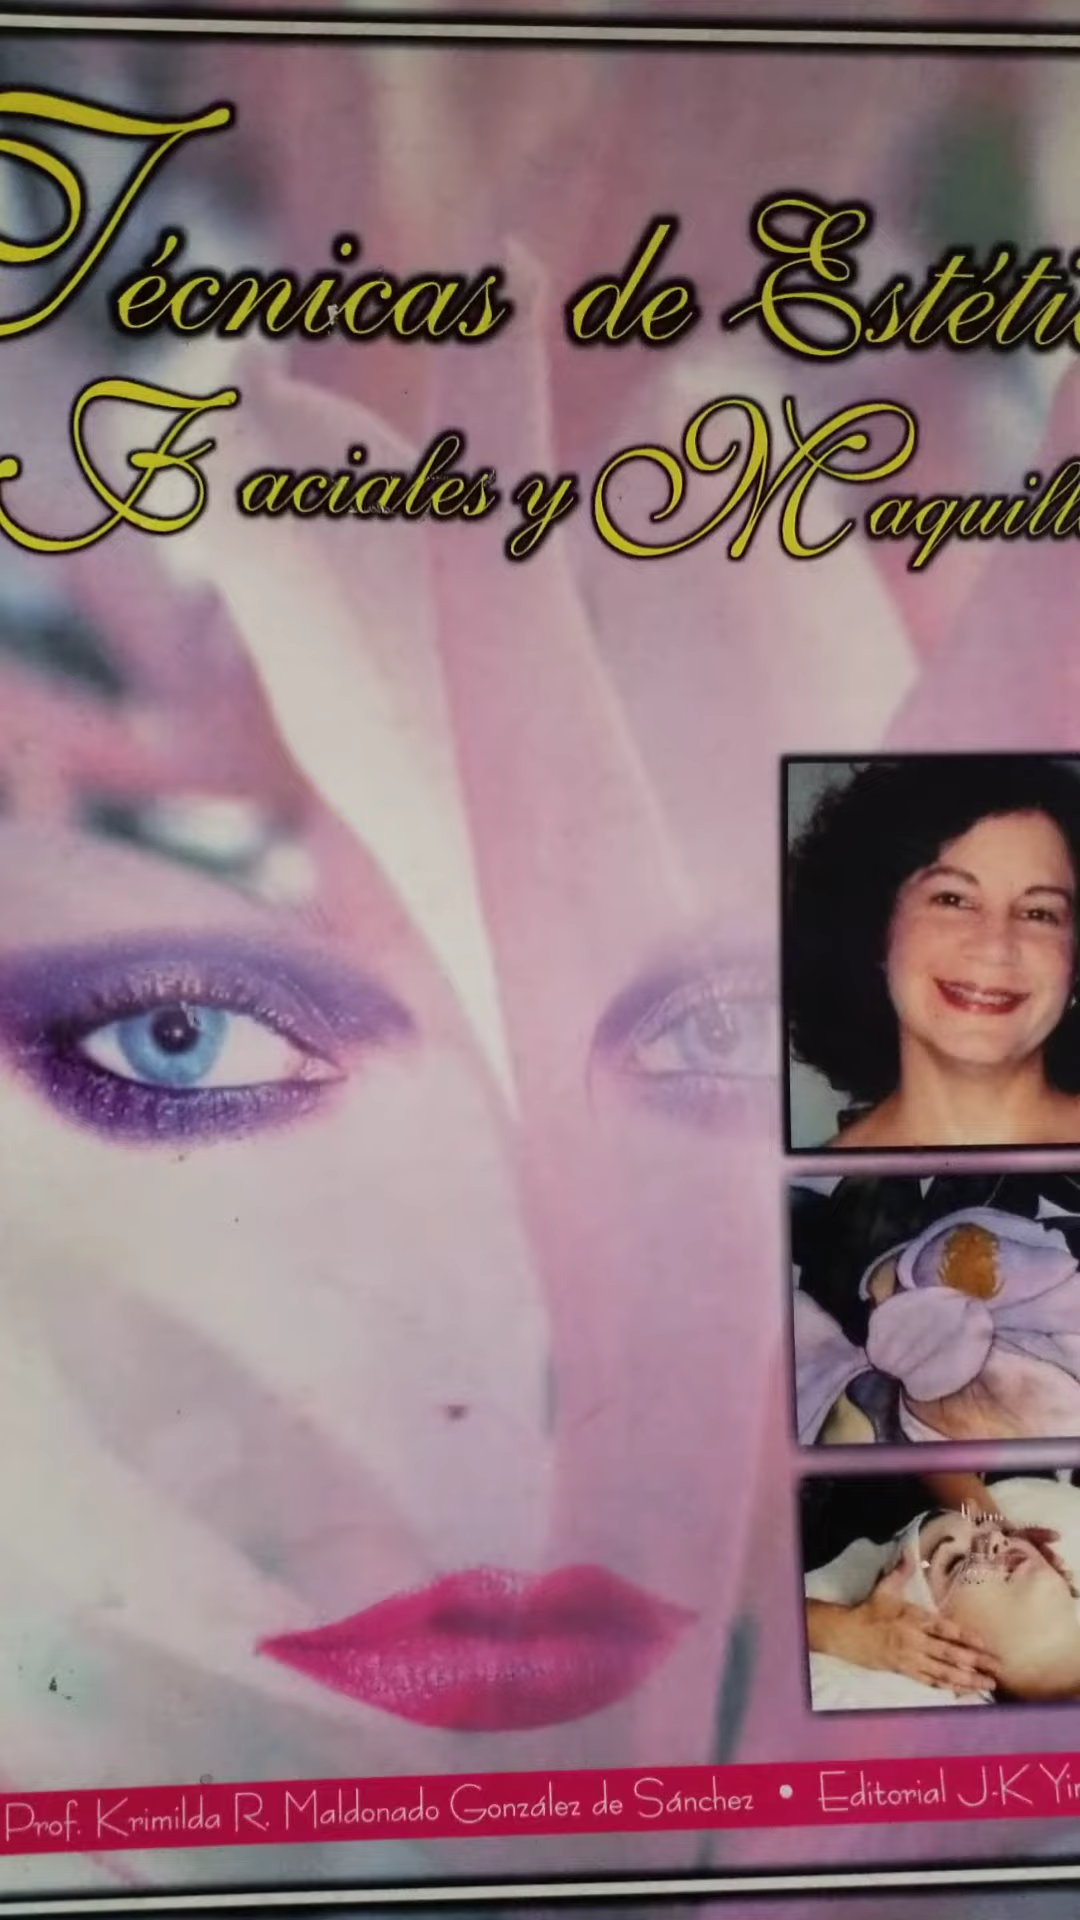 Técnicas de Estéti
Faciales y Maquill
Prof. Krimilda R. Maldonado González de Sánchez • Editorial J-K Yi